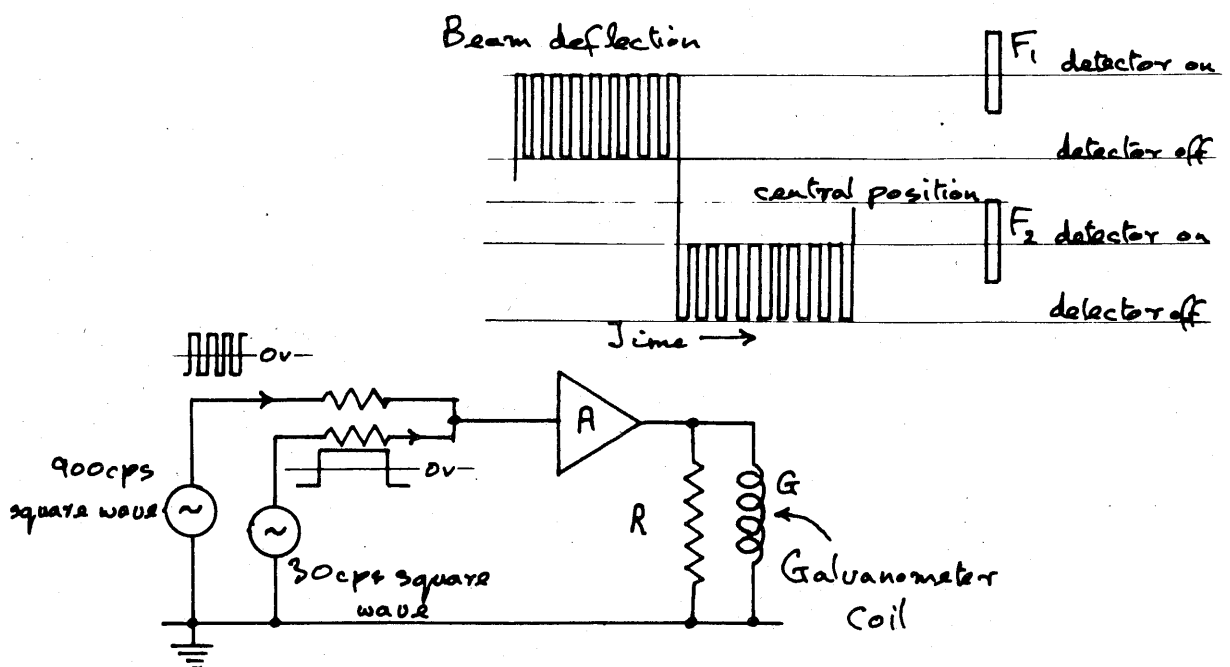 Beam deflection
F1 detector on
detector off
central position
F2 detector on
detector off
Time
0v
A
0v
900cps
square wave
R
G
30cps square
wave
Galvanometer
coil